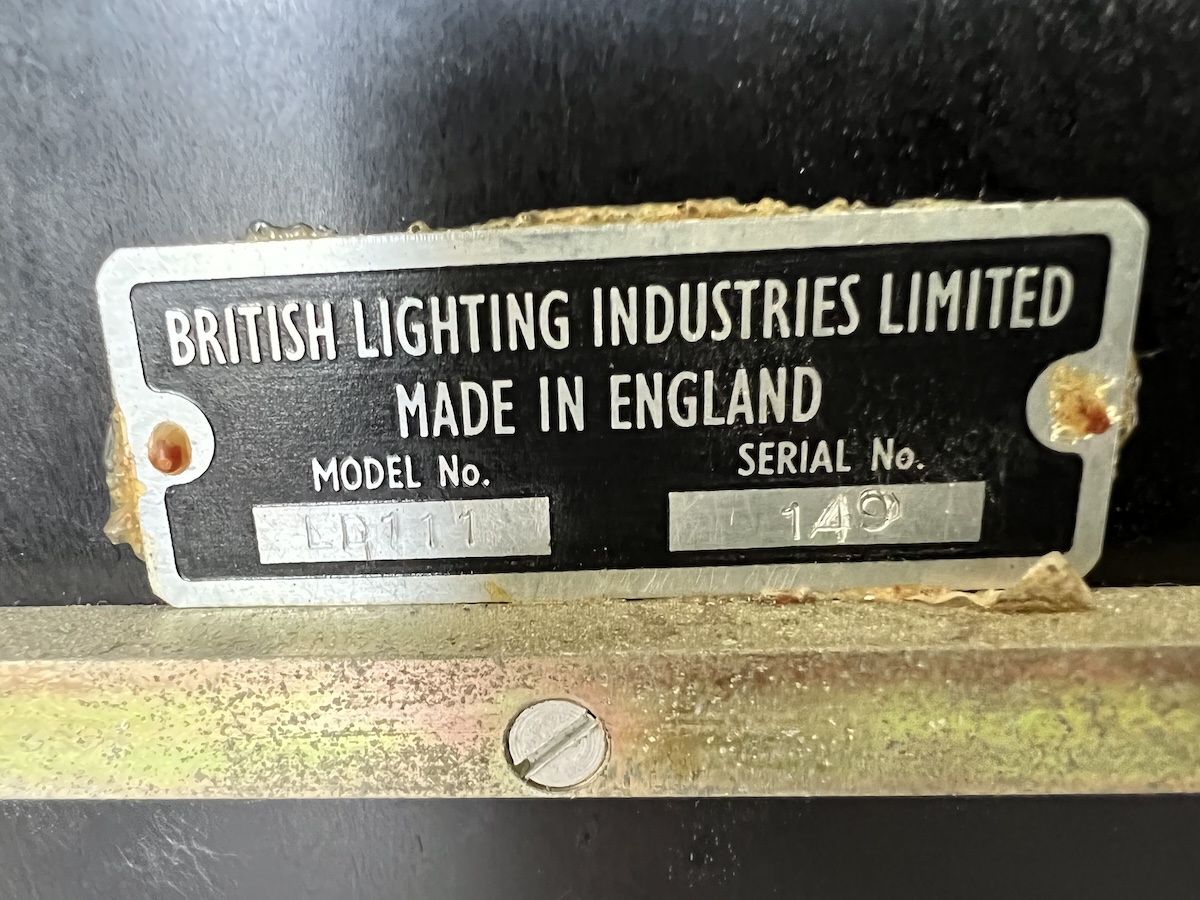 BRITISH LIGHTING INDUSTRIES LIMITED
MADE IN ENGLAND
MODEL No. SERIAL No.
LD111 149